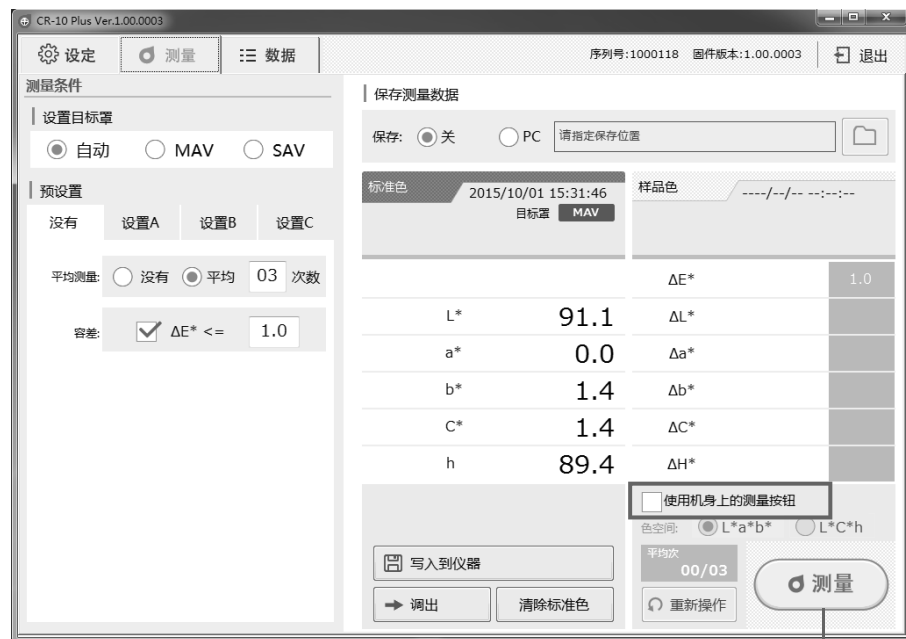 CR-10 Plus Ver.1.00.0003
设定 测量 数据 序列号:1000118 固件版本:1.00.0003 退出
测量条件
设置目标罩
自动 MAV SAV
预设置
没有 设置A 设置B 设置C
平均测量: 没有 平均 03 次数
容差: ΔE* <= 1.0
保存测量数据
保存: 关 PC 请指定保存位置
标准色 2015/10/01 15:31:46
目标罩 MAV
样品色 ----/--/-- --:--:--
ΔE* 1.0
L* 91.1 ΔL*
a* 0.0 Δa*
b* 1.4 Δb*
C* 1.4 ΔC*
h 89.4 ΔH*
使用机身上的测量按钮
色空间: L*a*b* L*C*h
写入到仪器
调出 清除标准色
平均次
00/03
重新操作
测量